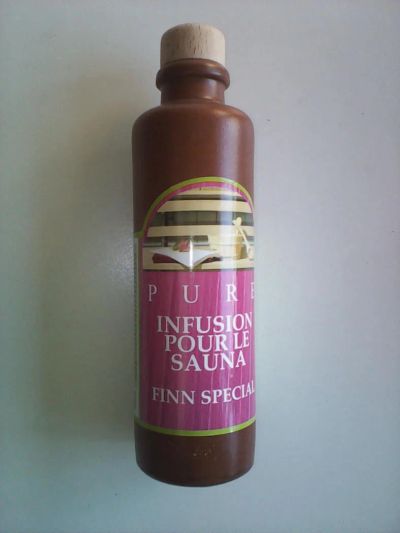 PURE
INFUSION
POUR LE
SAUNA
FINN SPECIAL